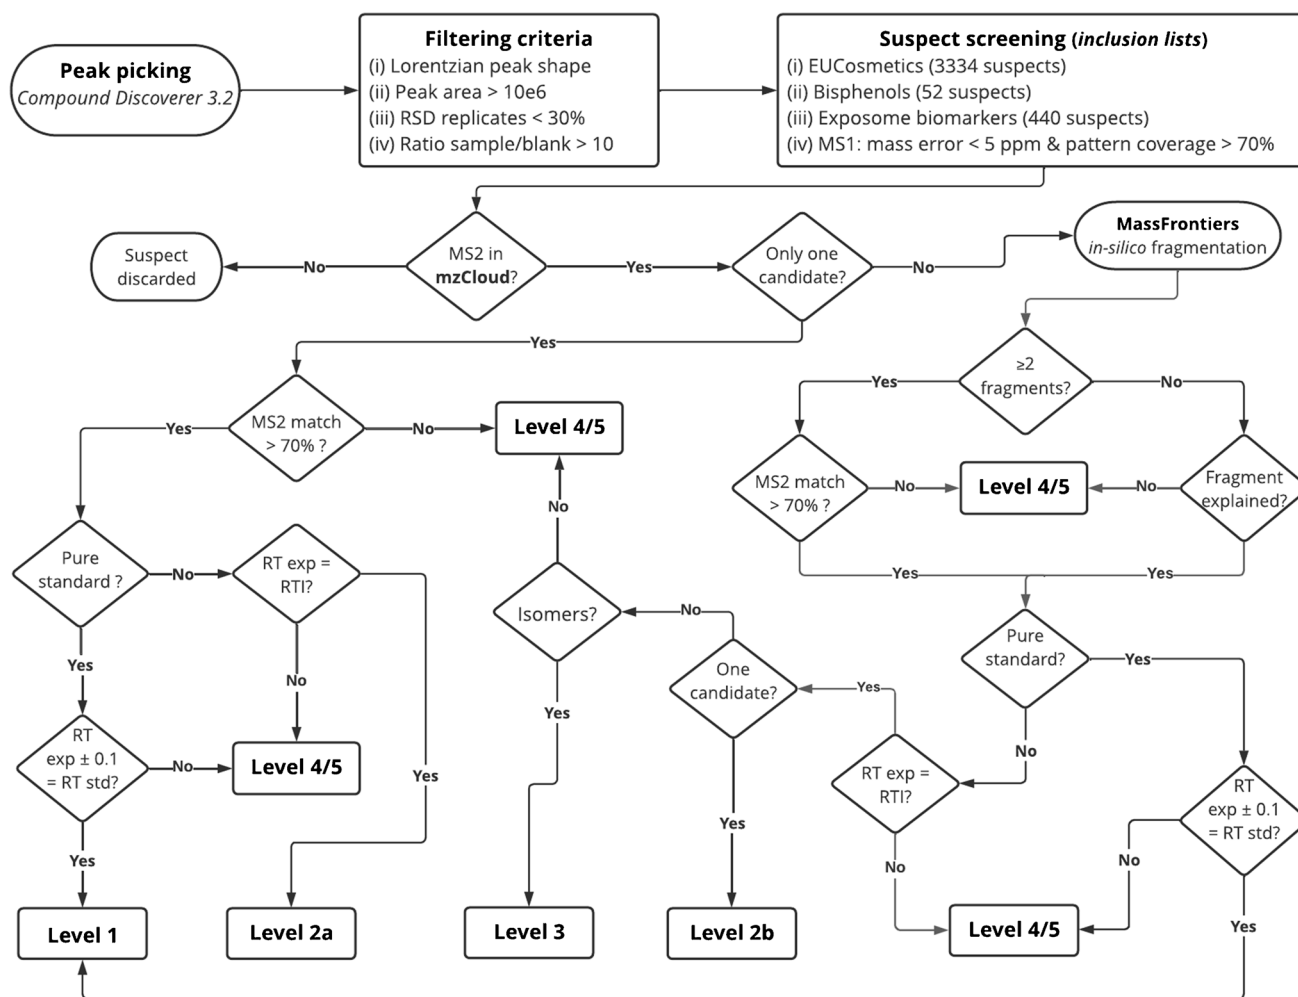 Peak picking
Compound Discoverer 3.2
Filtering criteria
(i) Lorentzian peak shape
(ii) Peak area > 10e6
(iii) RSD replicates < 30%
(iv) Ratio sample/blank > 10
Suspect screening (inclusion lists)
(i) EUCosmetics (3334 suspects)
(ii) Bisphenols (52 suspects)
(iii) Exposome biomarkers (440 suspects)
(iv) MS1: mass error < 5 ppm & pattern coverage > 70%
Suspect
discarded
No
MS2 in
mzCloud?
Yes
Only one
candidate?
No
MassFrontiers
in-silico fragmentation
Yes
≥2
fragments?
Yes
No
MS2 match
> 70% ?
Yes
No
Level 4/5
MS2 match
> 70% ?
No
Level 4/5
No
Fragment
explained?
No
Pure
standard ?
No
RT exp =
RTI?
Yes
Yes
Isomers?
No
Pure
standard?
Yes
Yes
No
One
candidate?
Yes
Yes
No
RT
exp ± 0.1
= RT std?
No
Level 4/5
Yes
RT exp =
RTI?
RT
exp ± 0.1
= RT std?
Yes
Yes
No
No
Level 1
Level 2a
Level 3
Level 2b
Level 4/5
Yes